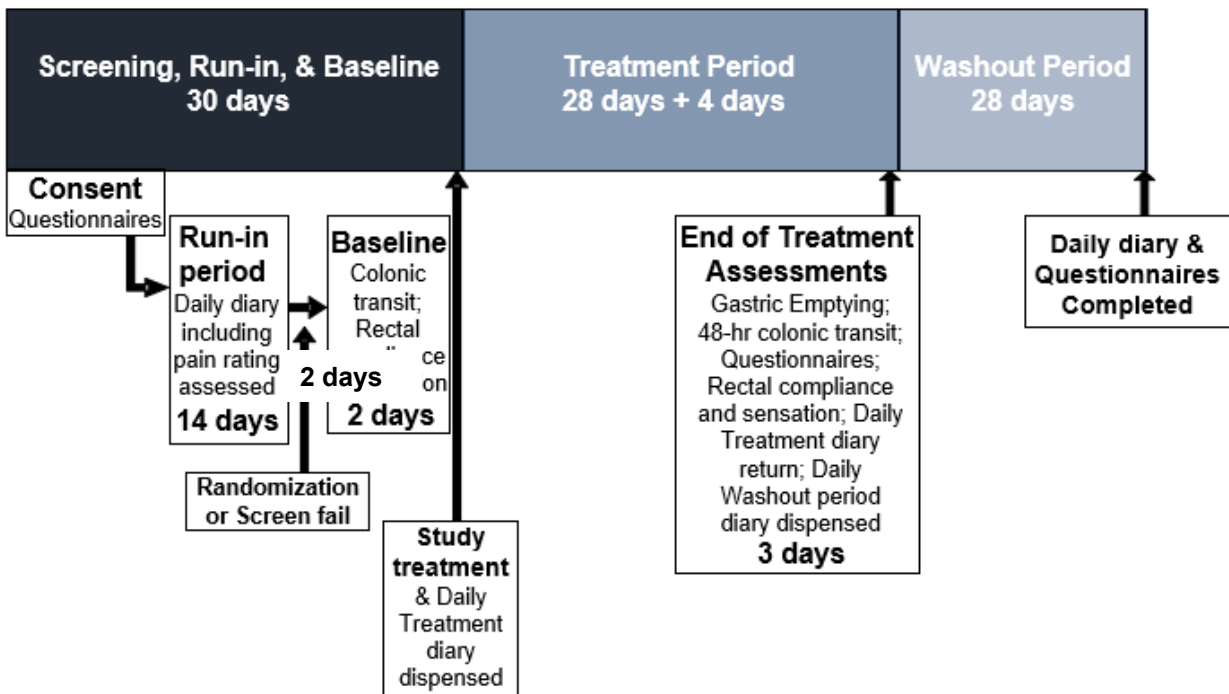 Screening, Run-in, & Baseline
30 days
Treatment Period
28 days + 4 days
Washout Period
28 days
Consent
Questionnaires
Run-in
period
Daily diary
including
pain rating
assessed
14 days
Baseline
Colonic
transit;
Rectal
ce
on
2 days
2 days
Randomization
or Screen fail
Study
treatment
& Daily
Treatment
diary
dispensed
End of Treatment
Assessments
Gastric Emptying;
48-hr colonic transit;
Questionnaires;
Rectal compliance
and sensation; Daily
Treatment diary
return; Daily
Washout period
diary dispensed
3 days
Daily diary &
Questionnaires
Completed